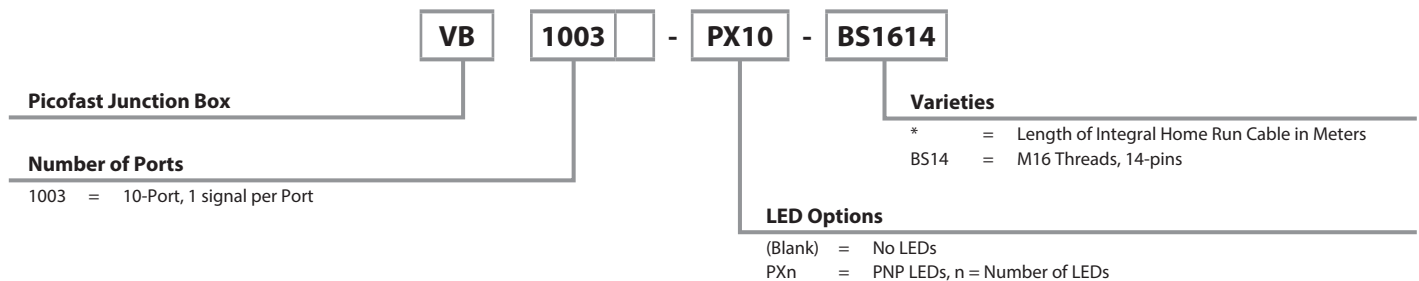 VB 1003 - PX10 - BS1614
Picofast Junction Box
Number of Ports
1003 = 10-Port, 1 signal per Port
Varieties
* = Length of Integral Home Run Cable in Meters
BS14 = M16 Threads, 14-pins
LED Options
(Blank) = No LEDs
PXn = PNP LEDs, n = Number of LEDs